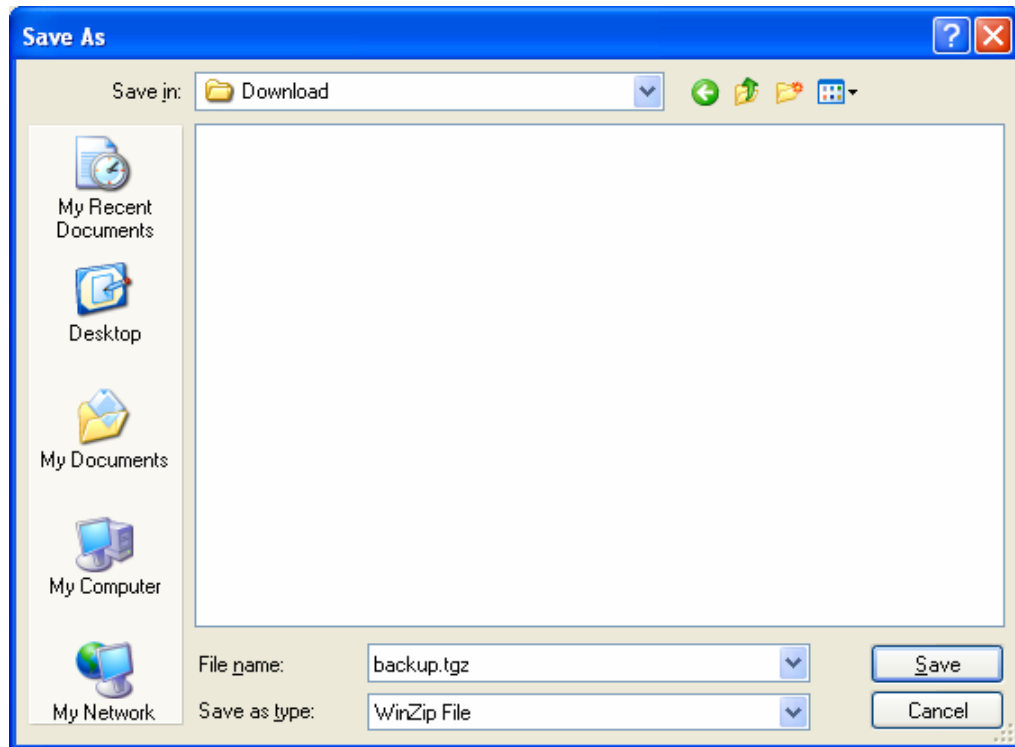 Save As
Save in:
Download
My Recent
Documents
Desktop
My Documents
My Computer
My Network
File name:
backup.tgz
Save
Save as type:
WinZip File
Cancel